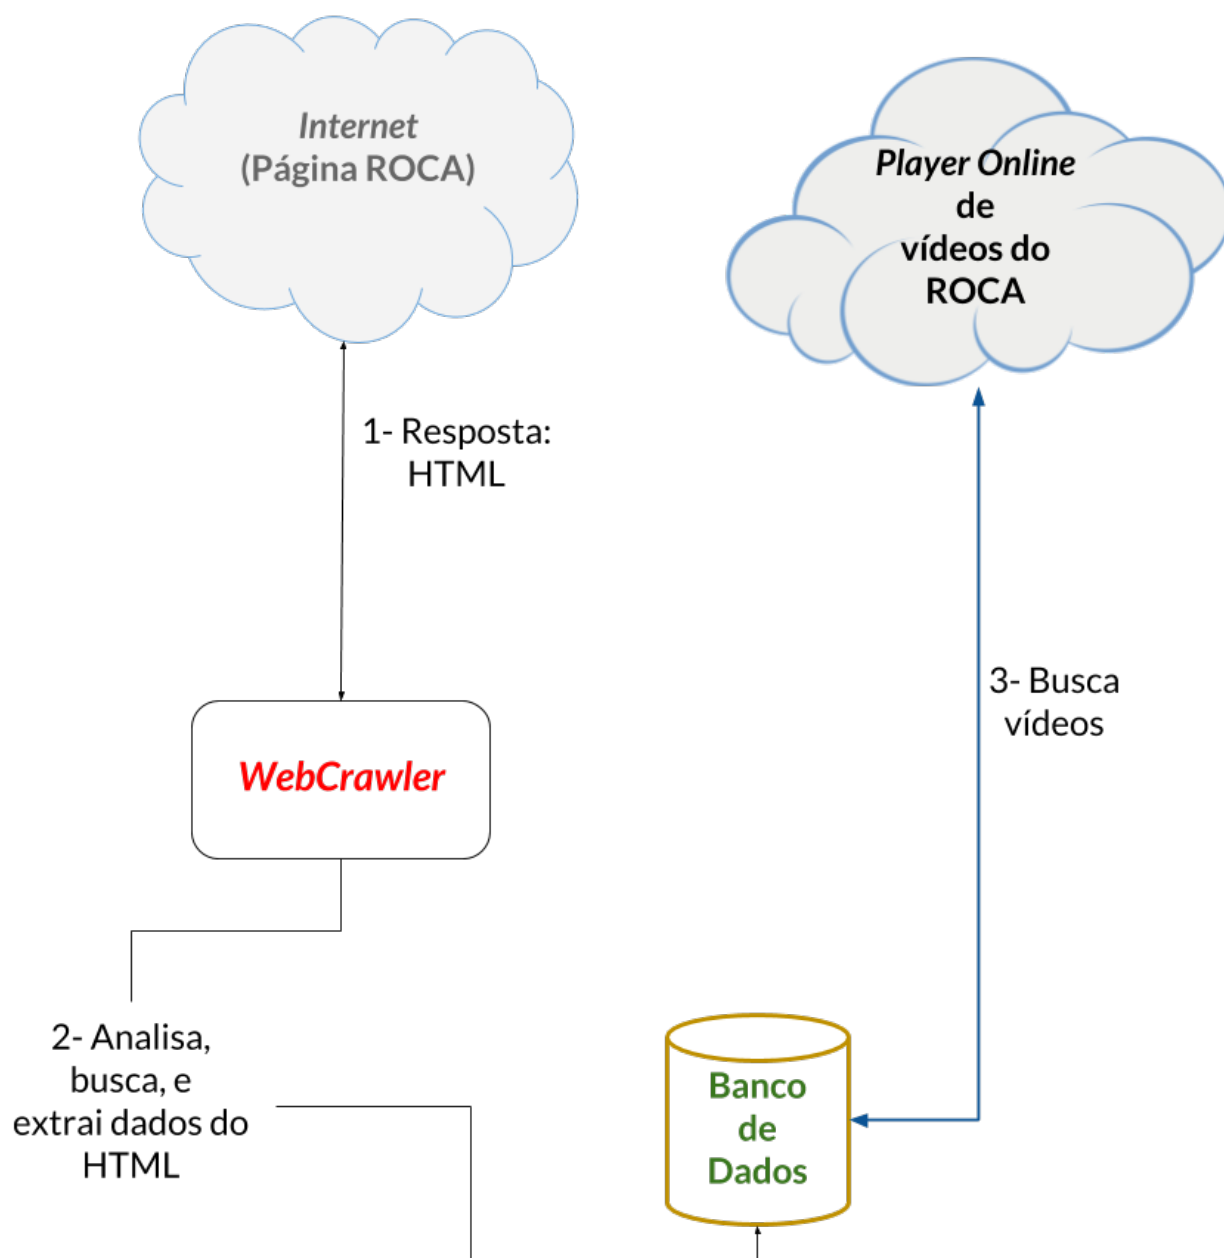 Internet
(Página ROCA)
Player Online
de
vídeos do
ROCA
1- Resposta:
HTML
3- Busca
vídeos
WebCrawler
2- Analisa,
busca, e
extrai dados do
HTML
Banco
de
Dados